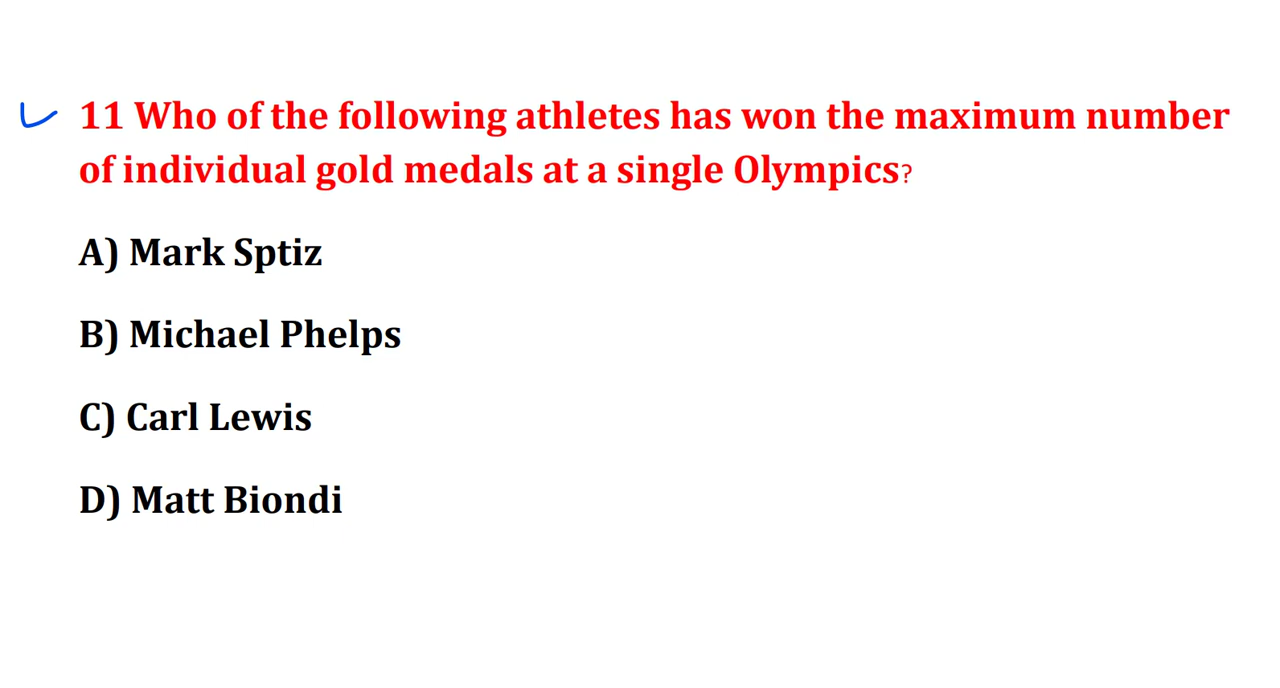 11 Who of the following athletes has won the maximum number
of individual gold medals at a single Olympics?
A) Mark Sptiz
B) Michael Phelps
C) Carl Lewis
D) Matt Biondi